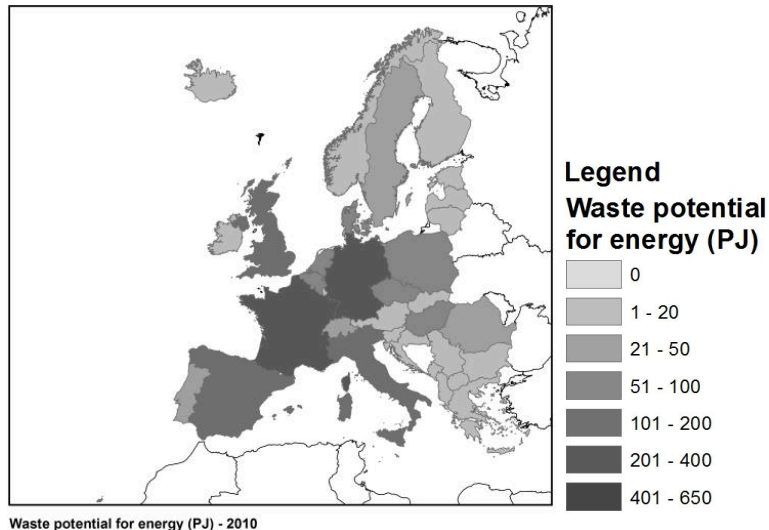 Legend
Waste potential
for energy (PJ)
0
1 - 20
21 - 50
51 - 100
101 - 200
201 - 400
401 - 650
Waste potential for energy (PJ) - 2010